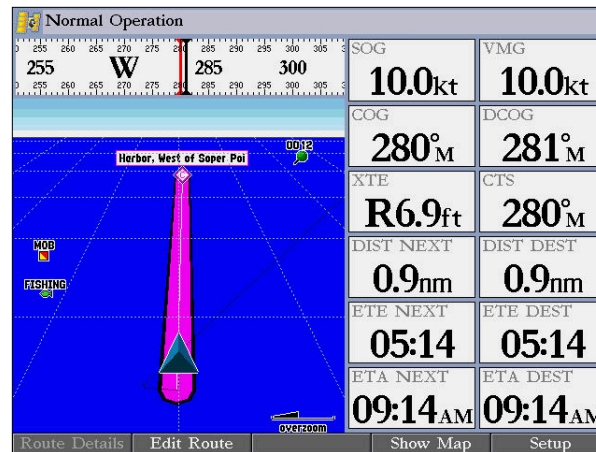 Normal Operation
255 260 265 270 275 280 285 290 295 300 305
255 W 285 300
255 260 265 270 275 280 285 290 295 300 305
SOG
10.0kt
VMG
10.0kt
COG
280°M
DCOG
281°M
XTE
R6.9ft
CTS
280°M
DIST NEXT
0.9nm
DIST DEST
0.9nm
ETE NEXT
05:14
ETE DEST
05:14
ETA NEXT
09:14AM
ETA DEST
09:14AM
0012
Harbor, West of Soper Poi
MOB
FISHING
overzoom
Route Details Edit Route Show Map Setup